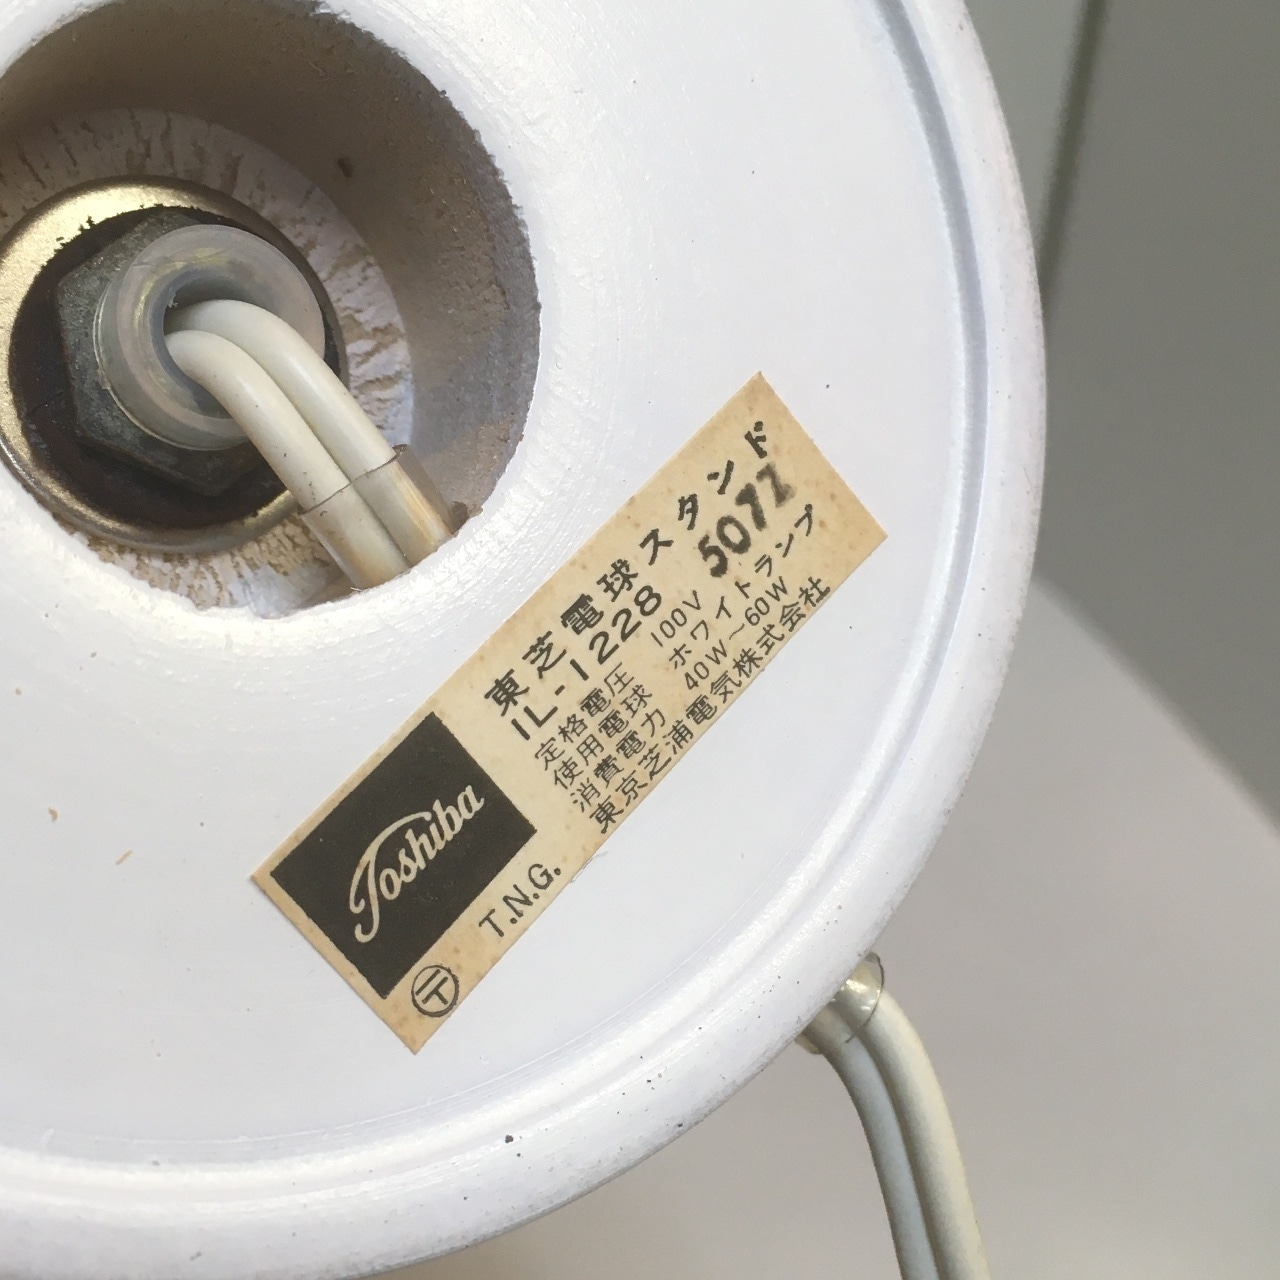 東芝電球スタンド
IL-1228
定格電圧 100V
使用電球 ホワイトランプ
消費電力 40W～60W
東京芝浦電気株式会社
Toshiba
T.N.G.
〶